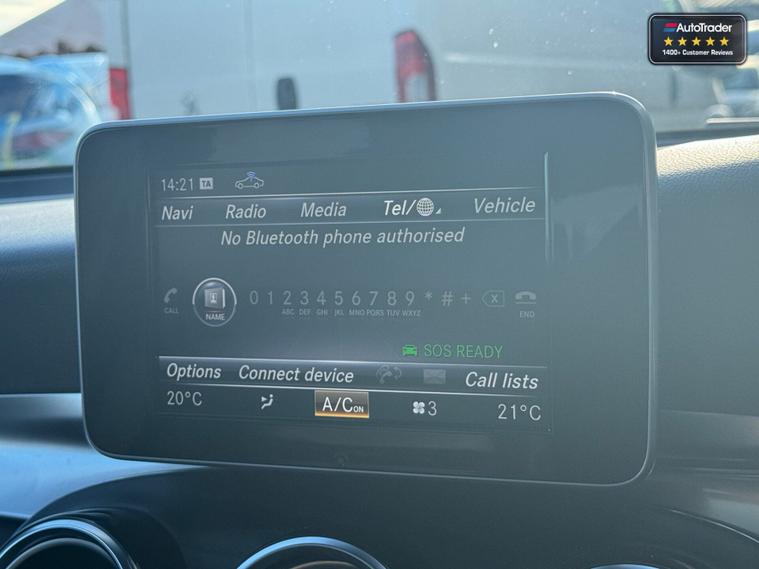 AutoTrader
1400+ Customer Reviews
14:21 TA
Navi Radio Media Tel/ Vehicle
No Bluetooth phone authorised
CALL NAME 0 1 2 3 4 5 6 7 8 9 * # + END
ABC DEF GHI JKL MNO PQRS TUV WXYZ
SOS READY
Options Connect device Call lists
20°C A/C ON 3 21°C